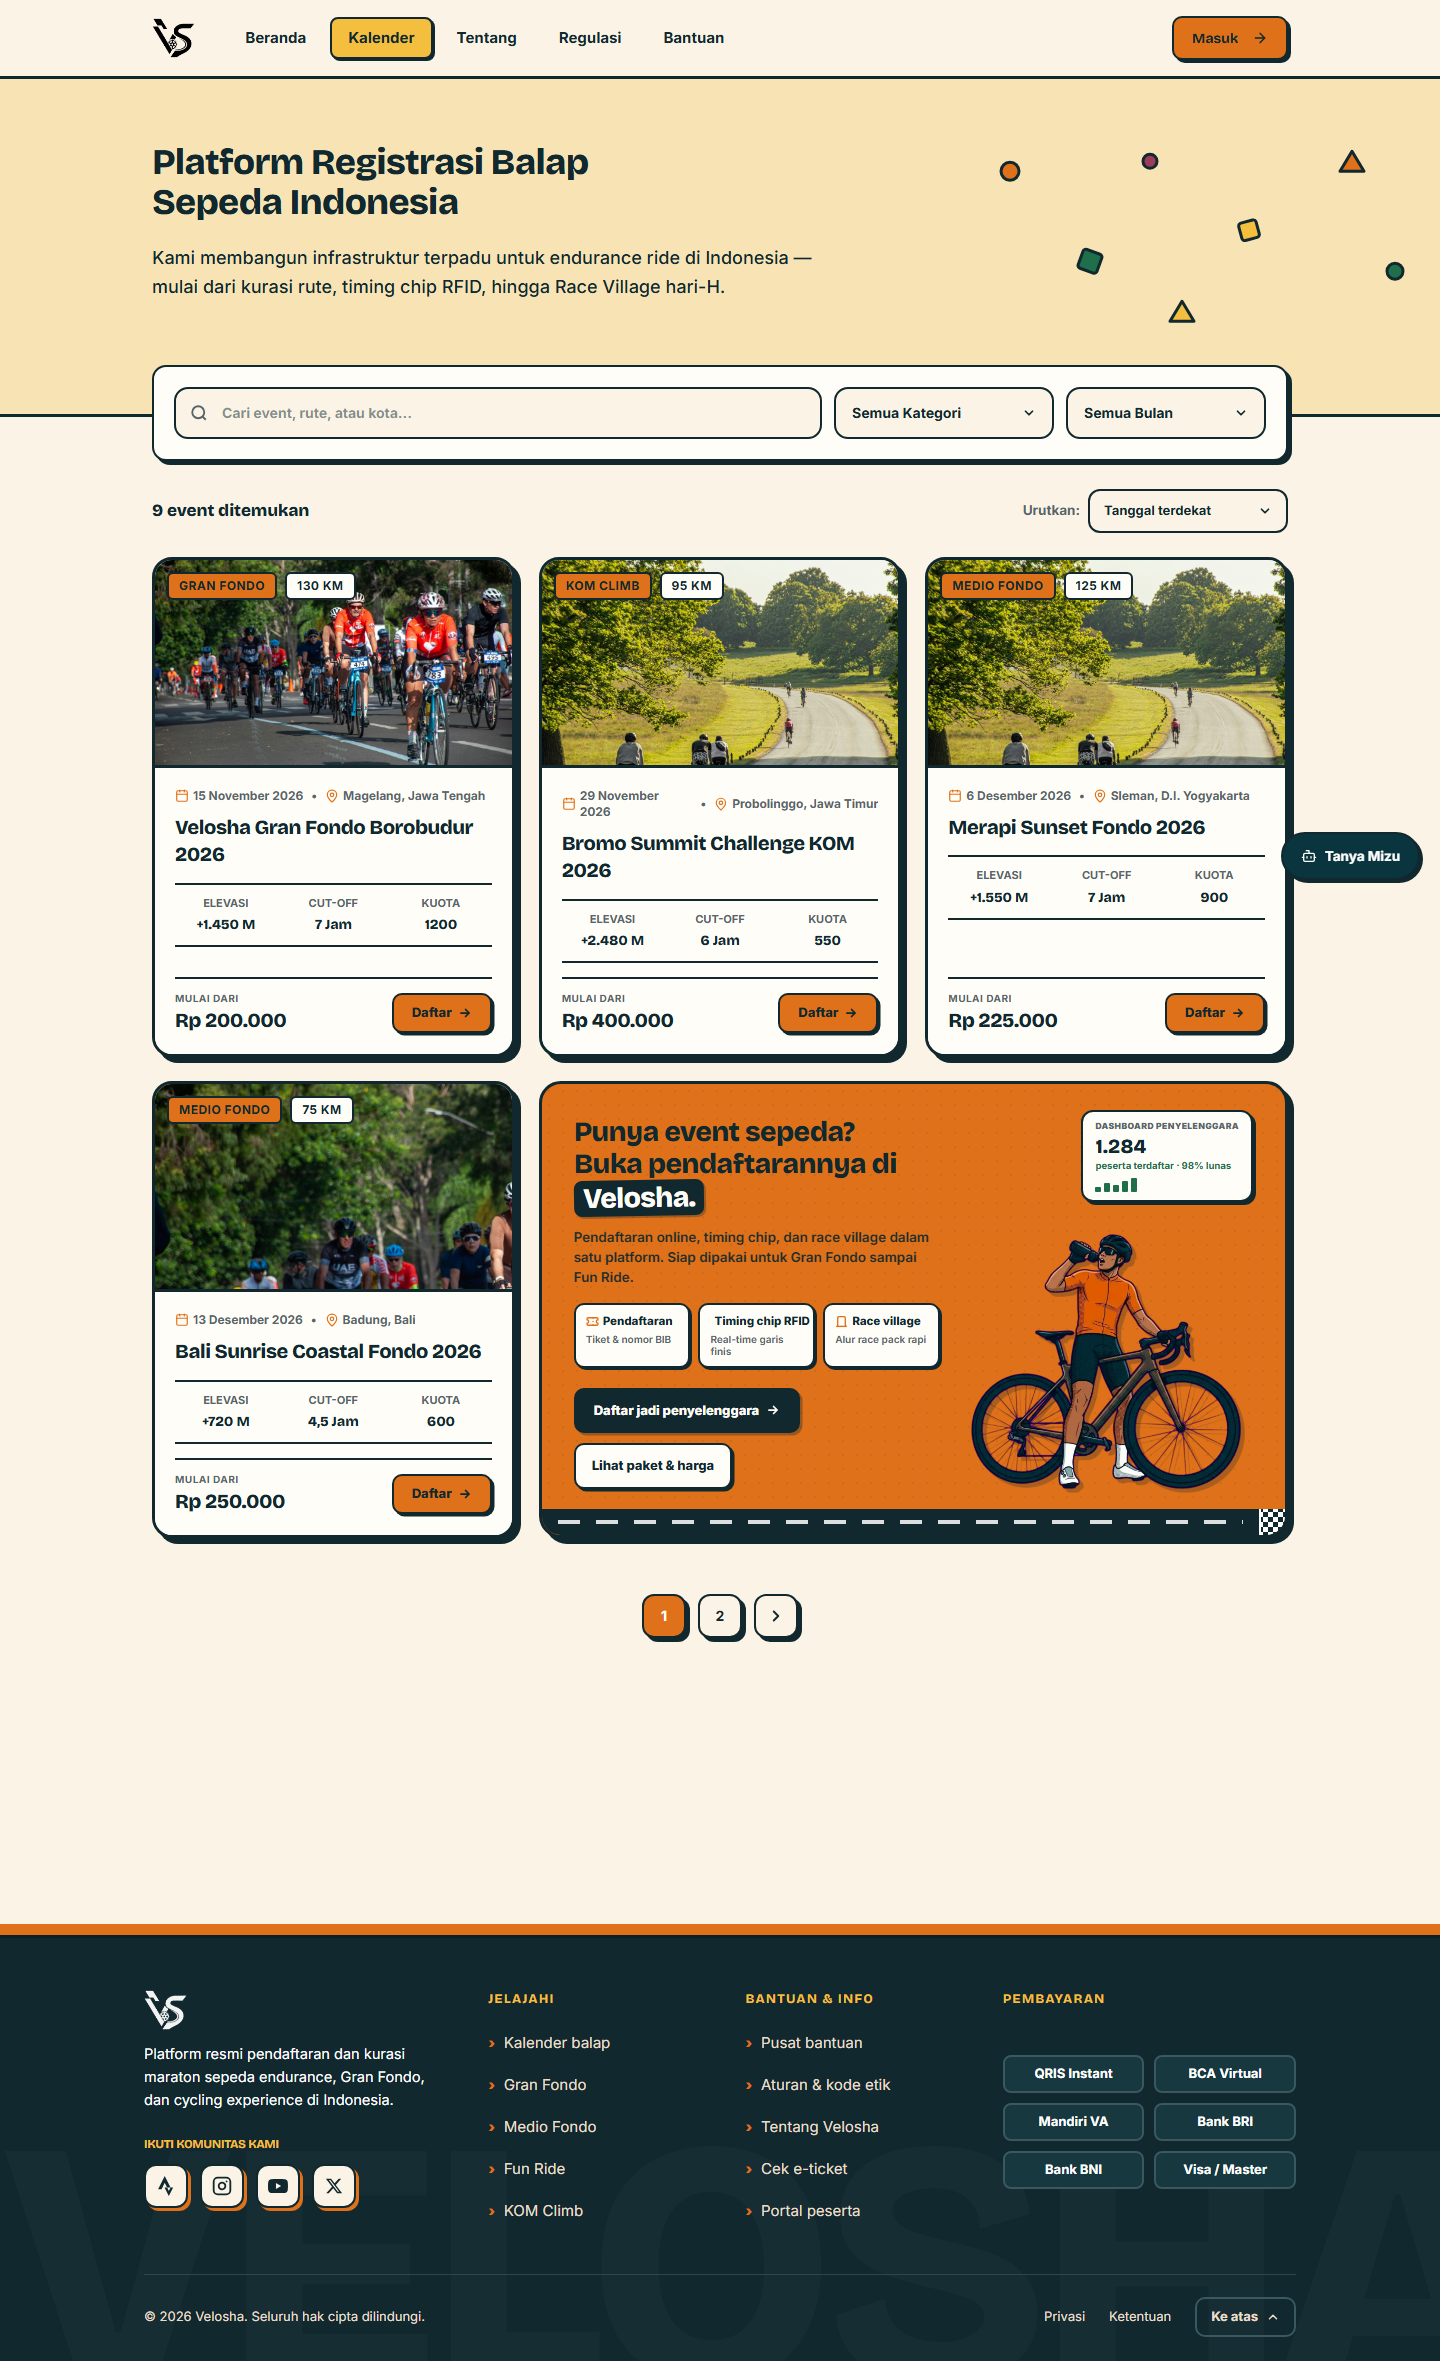 VS
Beranda
Kalender
Tentang
Regulasi
Bantuan
Masuk
Platform Registrasi Balap
Sepeda Indonesia
Kami membangun infrastruktur terpadu untuk endurance ride di Indonesia —
mulai dari kurasi rute, timing chip RFID, hingga Race Village hari-H.
Cari event, rute, atau kota...
Semua Kategori
Semua Bulan
9 event ditemukan
Urutkan:
Tanggal terdekat
GRAN FONDO
130 KM
15 November 2026 • Magelang, Jawa Tengah
Velosha Gran Fondo Borobudur
2026
ELEVASI CUT-OFF KUOTA
+1.450 M 7 Jam 1200
MULAI DARI
Rp 200.000
Daftar
KOM CLIMB
95 KM
29 November
2026
• Probolinggo, Jawa Timur
Bromo Summit Challenge KOM
2026
ELEVASI CUT-OFF KUOTA
+2.480 M 6 Jam 550
MULAI DARI
Rp 400.000
Daftar
MEDIO FONDO
125 KM
6 Desember 2026 • Sleman, D.I. Yogyakarta
Merapi Sunset Fondo 2026
ELEVASI CUT-OFF KUOTA
+1.550 M 7 Jam 900
MULAI DARI
Rp 225.000
Daftar
Tanya Mizu
MEDIO FONDO
75 KM
UAE
13 Desember 2026 • Badung, Bali
Bali Sunrise Coastal Fondo 2026
ELEVASI CUT-OFF KUOTA
+720 M 4,5 Jam 600
MULAI DARI
Rp 250.000
Daftar
Punya event sepeda?
Buka pendaftarannya di
Velosha.
Pendaftaran online, timing chip, dan race village dalam
satu platform. Siap dipakai untuk Gran Fondo sampai
Fun Ride.
Pendaftaran
Tiket & nomor BIB
Timing chip RFID
Real-time garis
finis
Race village
Alur race pack rapi
Daftar jadi penyelenggara
Lihat paket & harga
DASHBOARD PENYELENGGARA
1.284
peserta terdaftar · 98% lunas
1
2
VS
Platform resmi pendaftaran dan kurasi
maraton sepeda endurance, Gran Fondo,
dan cycling experience di Indonesia.
IKUTI KOMUNITAS KAMI
JELAJAHI
Kalender balap
Gran Fondo
Medio Fondo
Fun Ride
KOM Climb
BANTUAN & INFO
Pusat bantuan
Aturan & kode etik
Tentang Velosha
Cek e-ticket
Portal peserta
PEMBAYARAN
QRIS Instant
BCA Virtual
Mandiri VA
Bank BRI
Bank BNI
Visa / Master
VELOSHA
© 2026 Velosha. Seluruh hak cipta dilindungi.
Privasi
Ketentuan
Ke atas